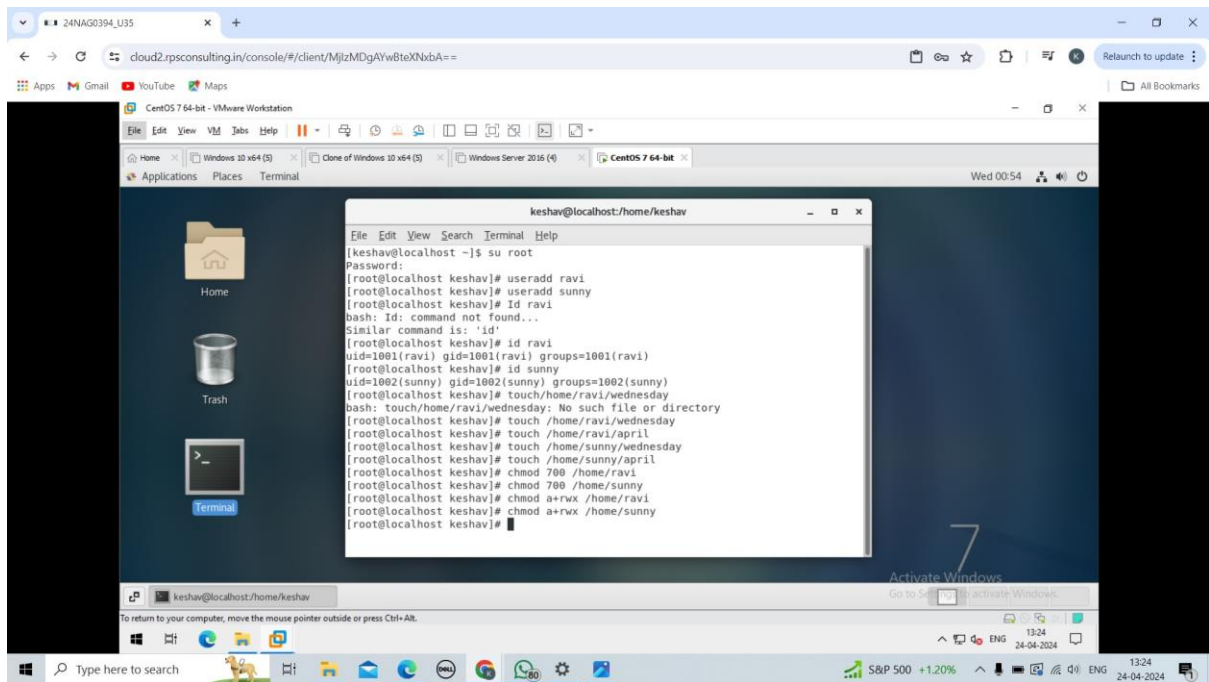 24NAG0394_U35
cloud2.rpsconsulting.in/console/#/client/MjIzMDgAYwBteXNxbA==
K
Relaunch to update
Apps Gmail YouTube Maps All Bookmarks
CentOS 7 64-bit - VMware Workstation
File Edit View VM Tabs Help
Home Windows 10 x64 (5) Clone of Windows 10 x64 (5) Windows Server 2016 (4) CentOS 7 64-bit
Applications Places Terminal Wed 00:54
keshav@localhost:/home/keshav
File Edit View Search Terminal Help
[keshav@localhost ~]$ su root
Password:
[root@localhost keshav]# useradd ravi
[root@localhost keshav]# useradd sunny
[root@localhost keshav]# Id ravi
bash: Id: command not found...
Similar command is: 'id'
[root@localhost keshav]# id ravi
uid=1001(ravi) gid=1001(ravi) groups=1001(ravi)
[root@localhost keshav]# id sunny
uid=1002(sunny) gid=1002(sunny) groups=1002(sunny)
[root@localhost keshav]# touch/home/ravi/wednesday
bash: touch/home/ravi/wednesday: No such file or directory
[root@localhost keshav]# touch /home/ravi/wednesday
[root@localhost keshav]# touch /home/ravi/april
[root@localhost keshav]# touch /home/sunny/wednesday
[root@localhost keshav]# touch /home/sunny/april
[root@localhost keshav]# chmod 700 /home/ravi
[root@localhost keshav]# chmod 700 /home/sunny
[root@localhost keshav]# chmod a+rwx /home/ravi
[root@localhost keshav]# chmod a+rwx /home/sunny
[root@localhost keshav]#
Home
Trash
Terminal
7
Activate Windows
Go to to activate Windows.
keshav@localhost:/home/keshav
To return to your computer, move the mouse pointer outside or press Ctrl+Alt.
ENG 13:24
24-04-2024
Type here to search
DELL
80
S&P 500 +1.20%
ENG 13:24
24-04-2024
1